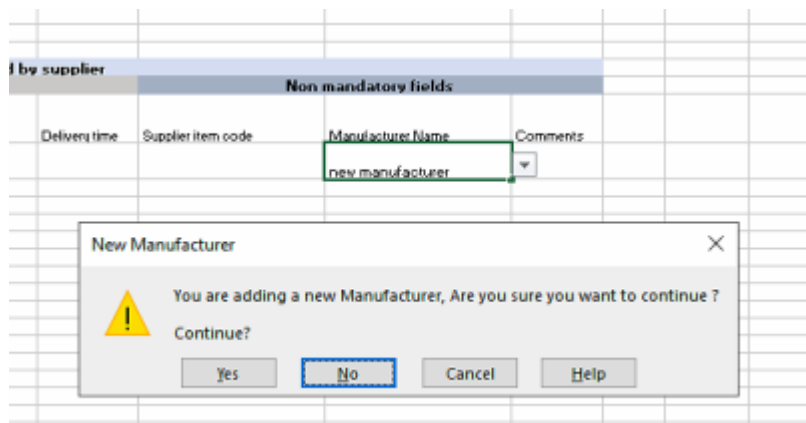 d by supplier
Non mandatory fields
Delivery time Supplier item code Manufacturer Name Comments
new manufacturer
New Manufacturer
You are adding a new Manufacturer, Are you sure you want to continue ?
Continue?
Yes No Cancel Help